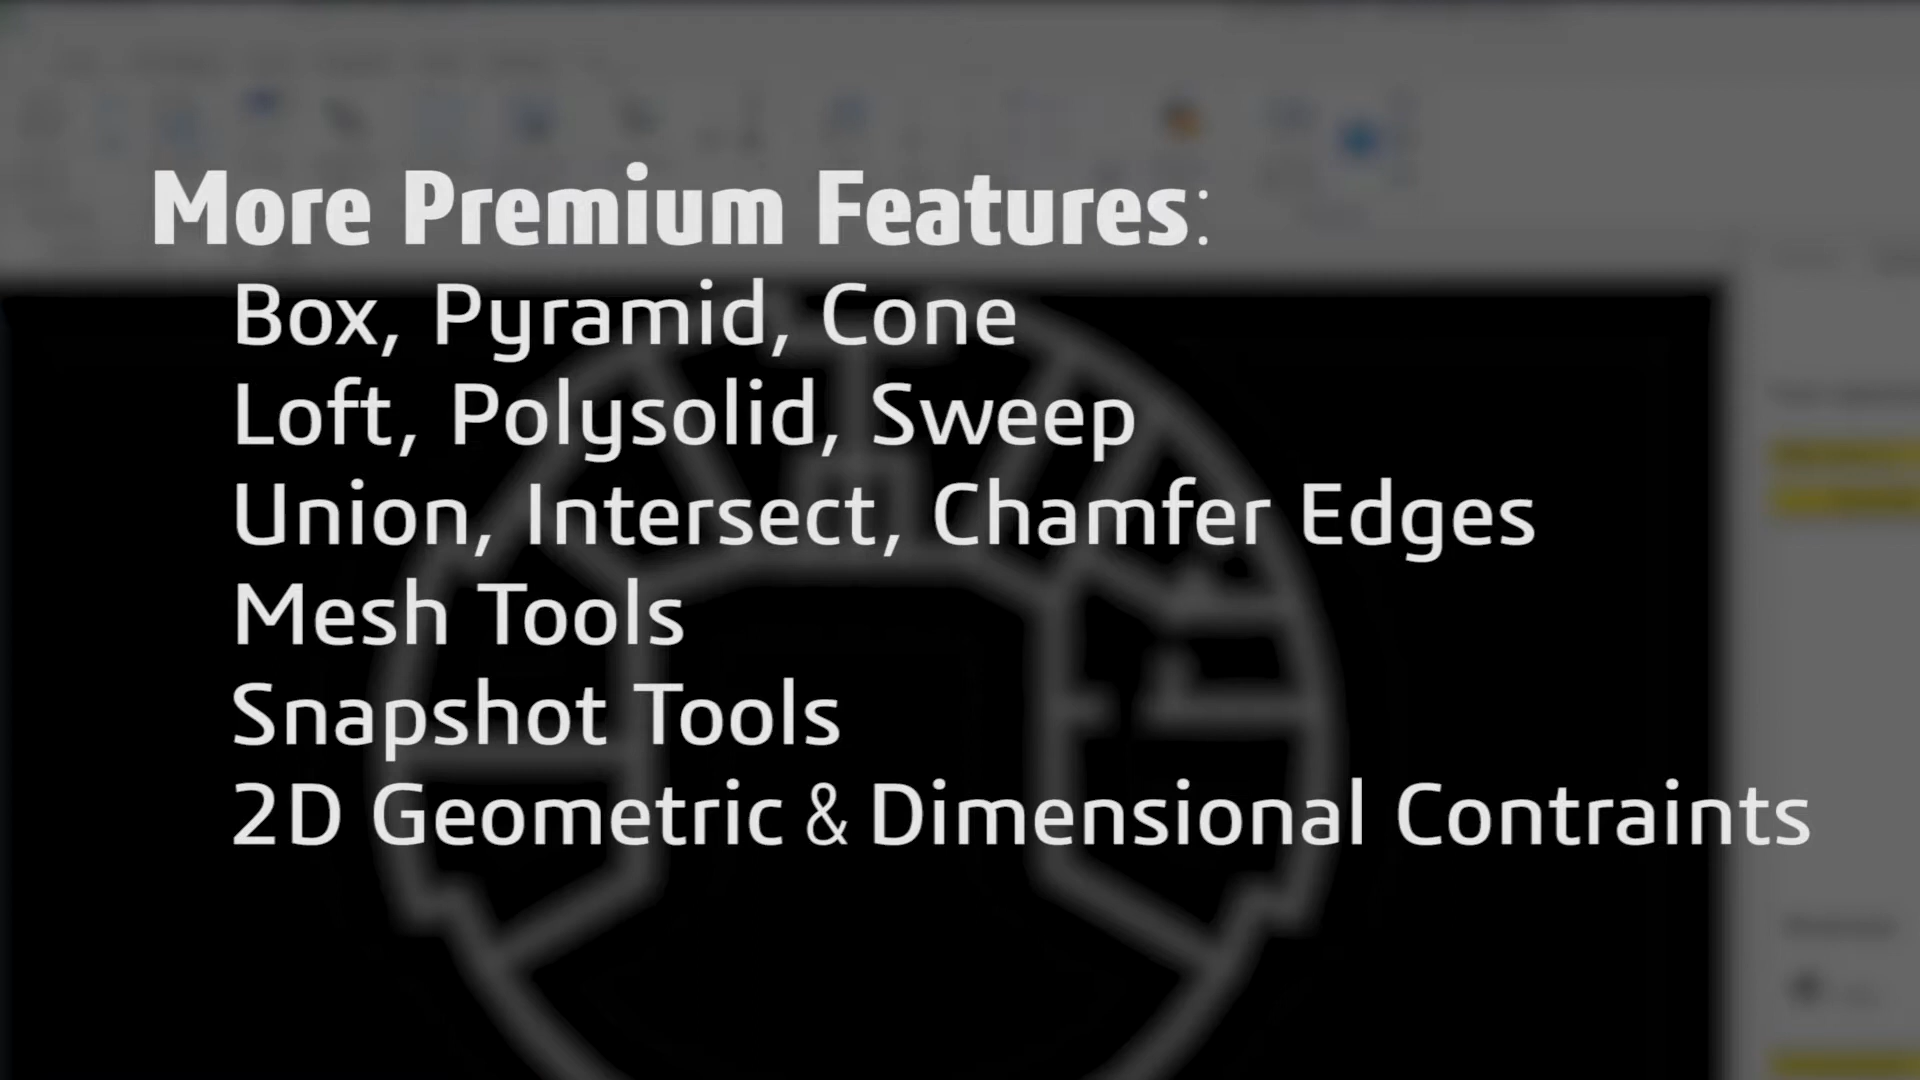 More Premium Features:
Box, Pyramid, Cone
Loft, Polysolid, Sweep
Union, Intersect, Chamfer Edges
Mesh Tools
Snapshot Tools
2D Geometric & Dimensional Contraints